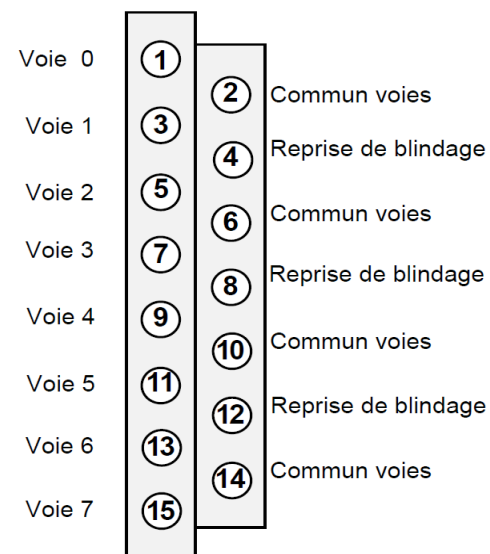 Voie 0 1
2 Commun voies
Voie 1 3
4 Reprise de blindage
Voie 2 5
6 Commun voies
Voie 3 7
8 Reprise de blindage
Voie 4 9
10 Commun voies
Voie 5 11
12 Reprise de blindage
Voie 6 13
14 Commun voies
Voie 7 15